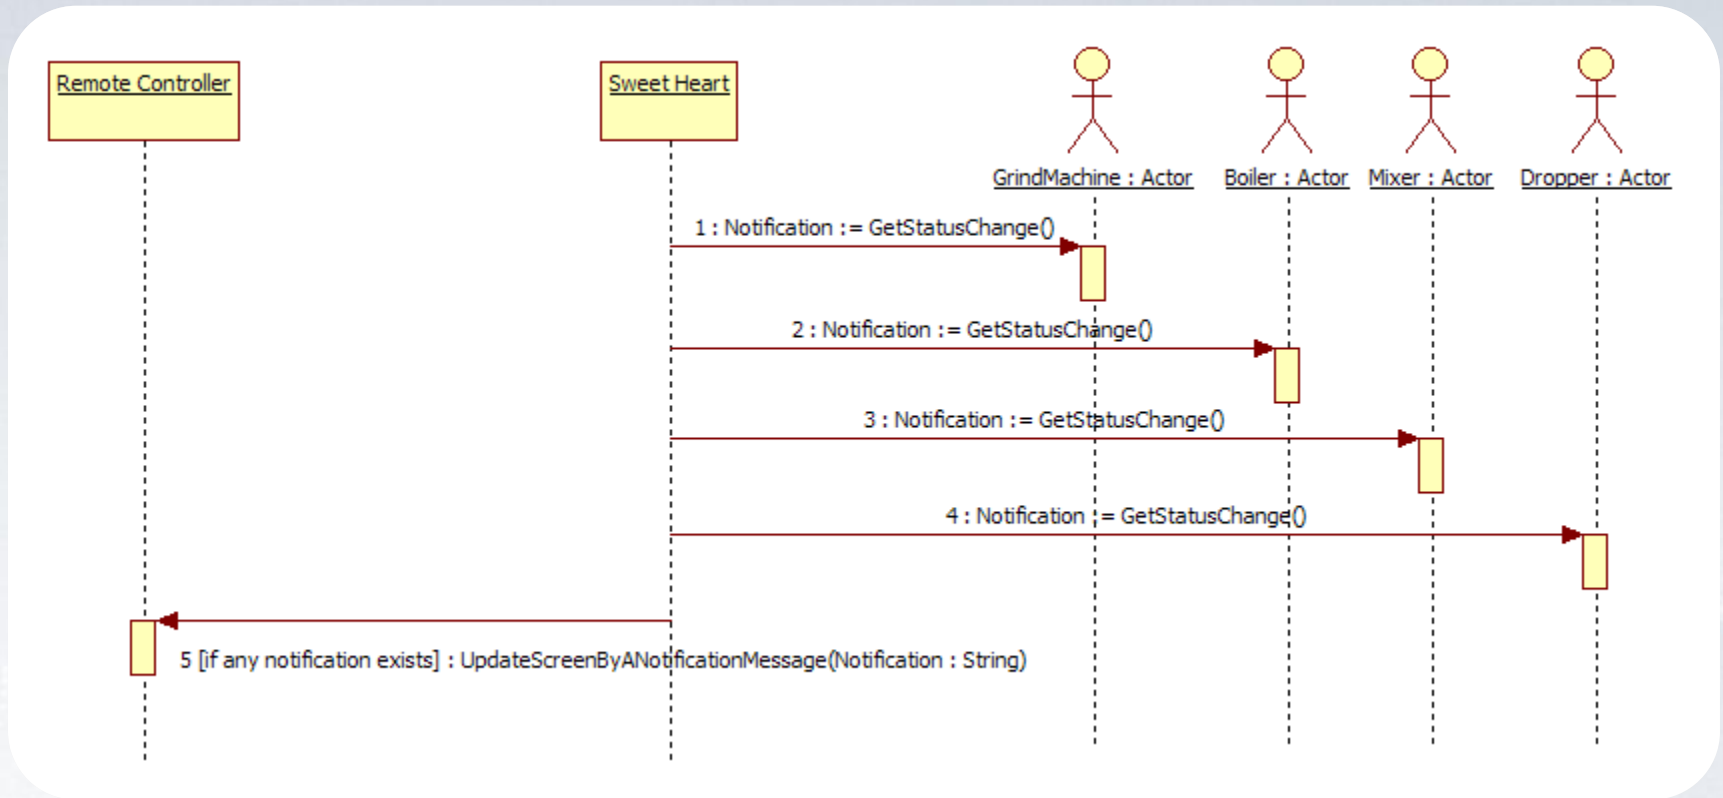 Remote Controller
Sweet Heart
GrindMachine : Actor
Boiler : Actor
Mixer : Actor
Dropper : Actor
1 : Notification := GetStatusChange()
2 : Notification := GetStatusChange()
3 : Notification := GetStatusChange()
4 : Notification := GetStatusChange()
5 [if any notification exists] : UpdateScreenByANotificationMessage(Notification : String)